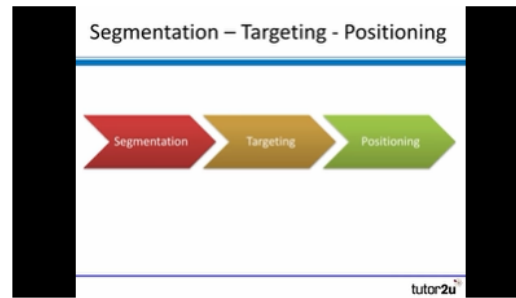 Segmentation – Targeting - Positioning
Segmentation Targeting Positioning
tutor2u